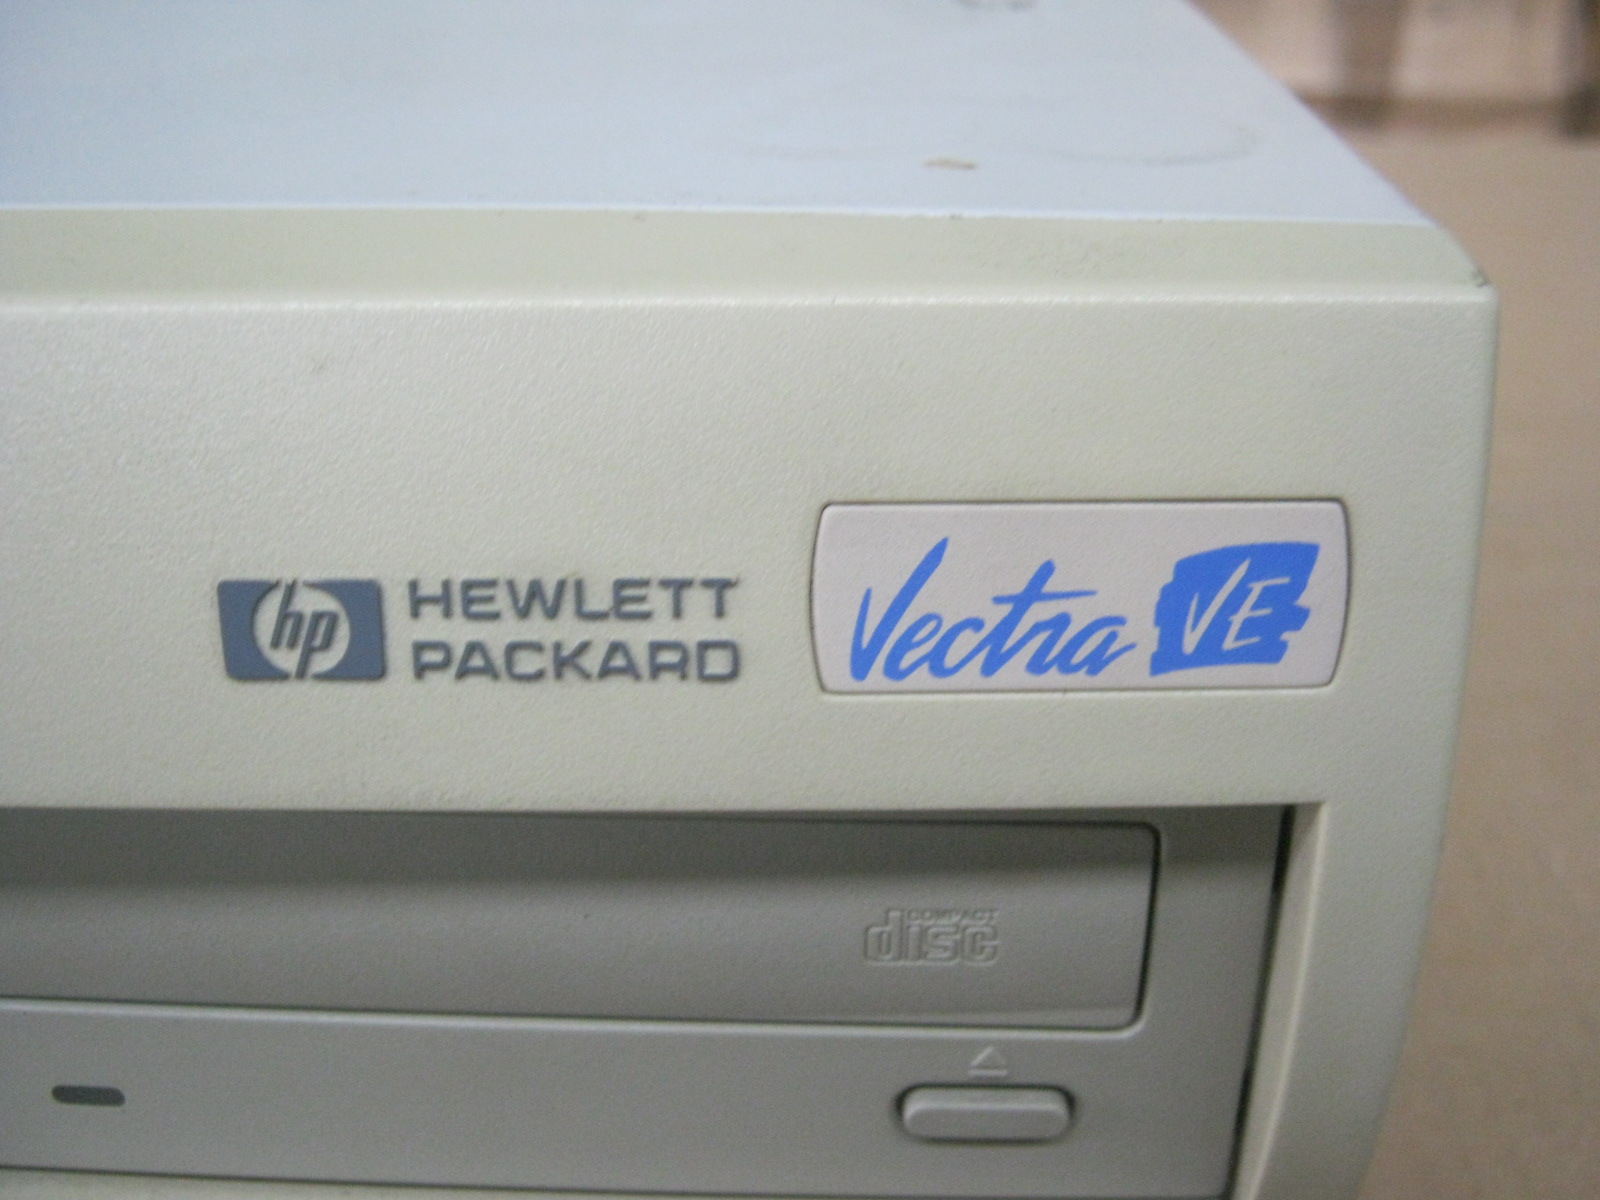 hp HEWLETT
PACKARD
Vectra VE
COMPACT
disc